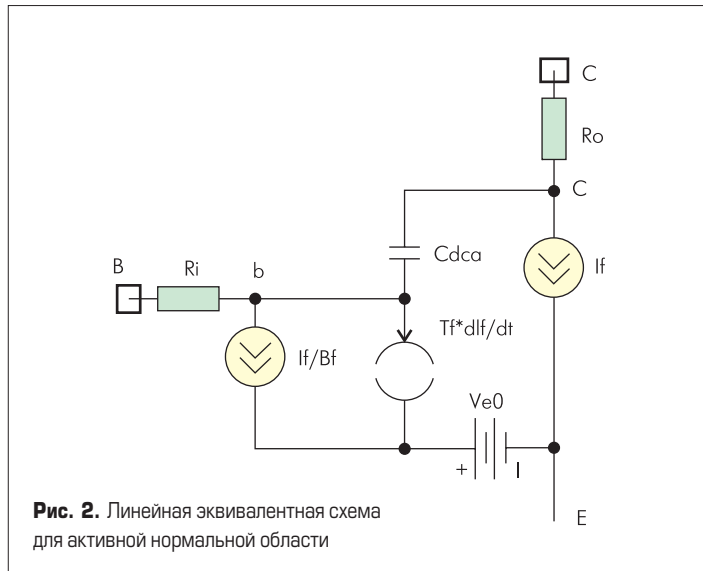 C
Ro
C
Cdca
If
B
Ri
b
Tf*dIf/dt
If/Bf
Ve0
+
I
E
Рис. 2. Линейная эквивалентная схема
для активной нормальной области